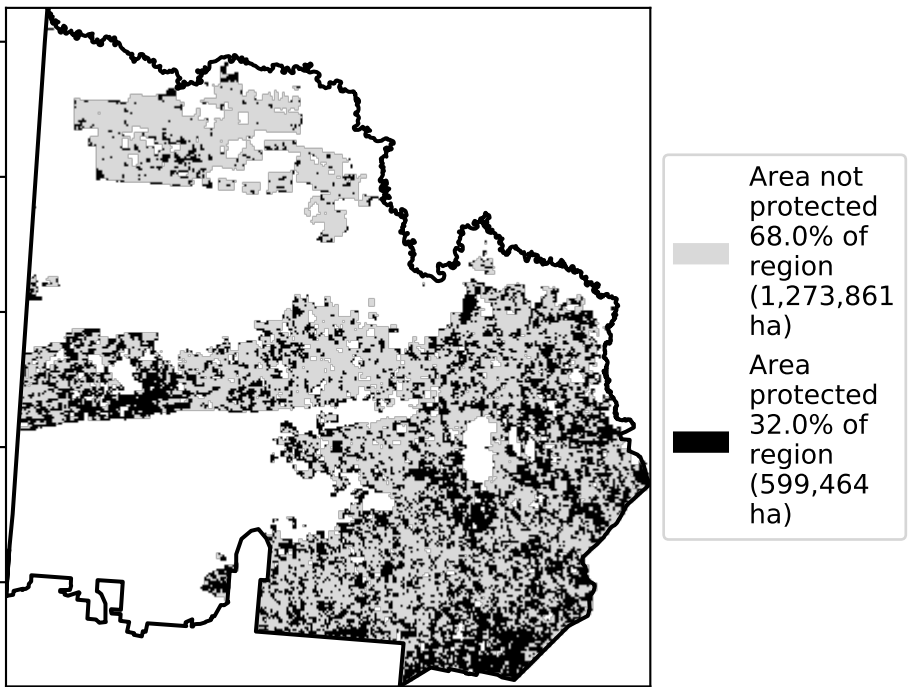 Area not
protected
68.0% of
region
(1,273,861
ha)
Area
protected
32.0% of
region
(599,464
ha)